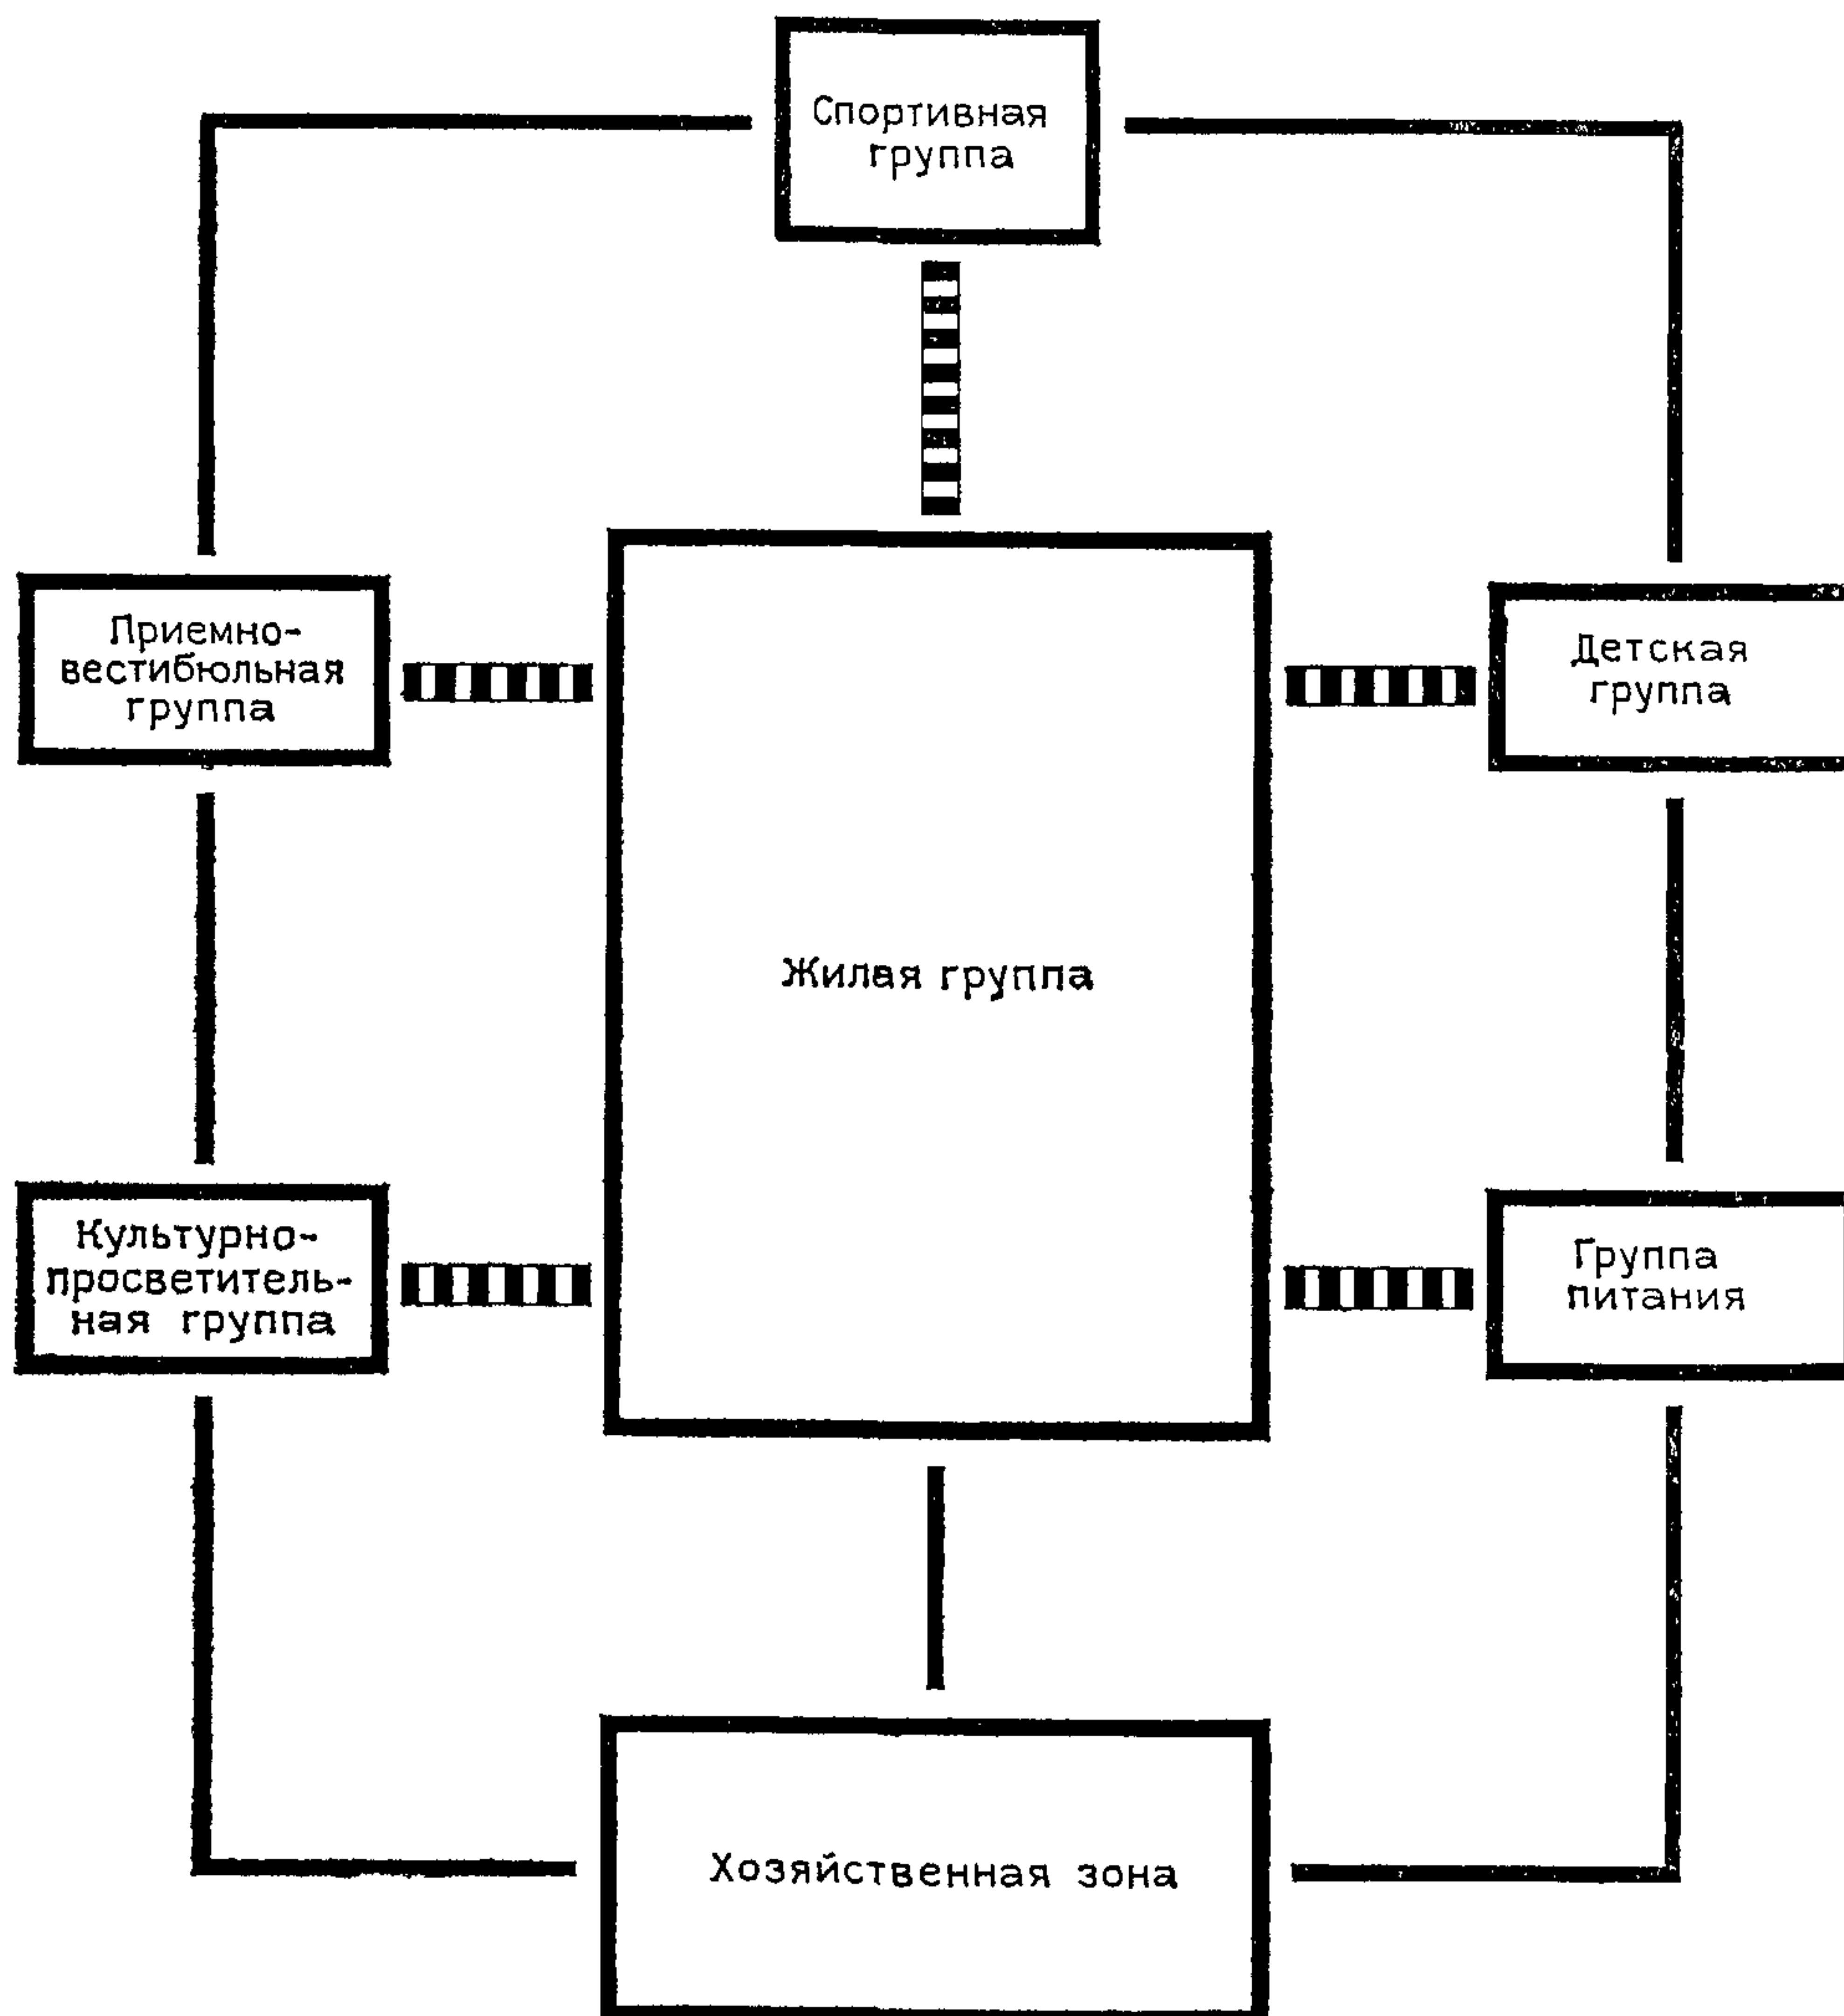 Спортивная
группа
Приемно-
вестибюльная
группа
Детская
группа
Жилая группа
Культурно-
просветитель-
ная группа
Группа
питания
Хозяйственная зона